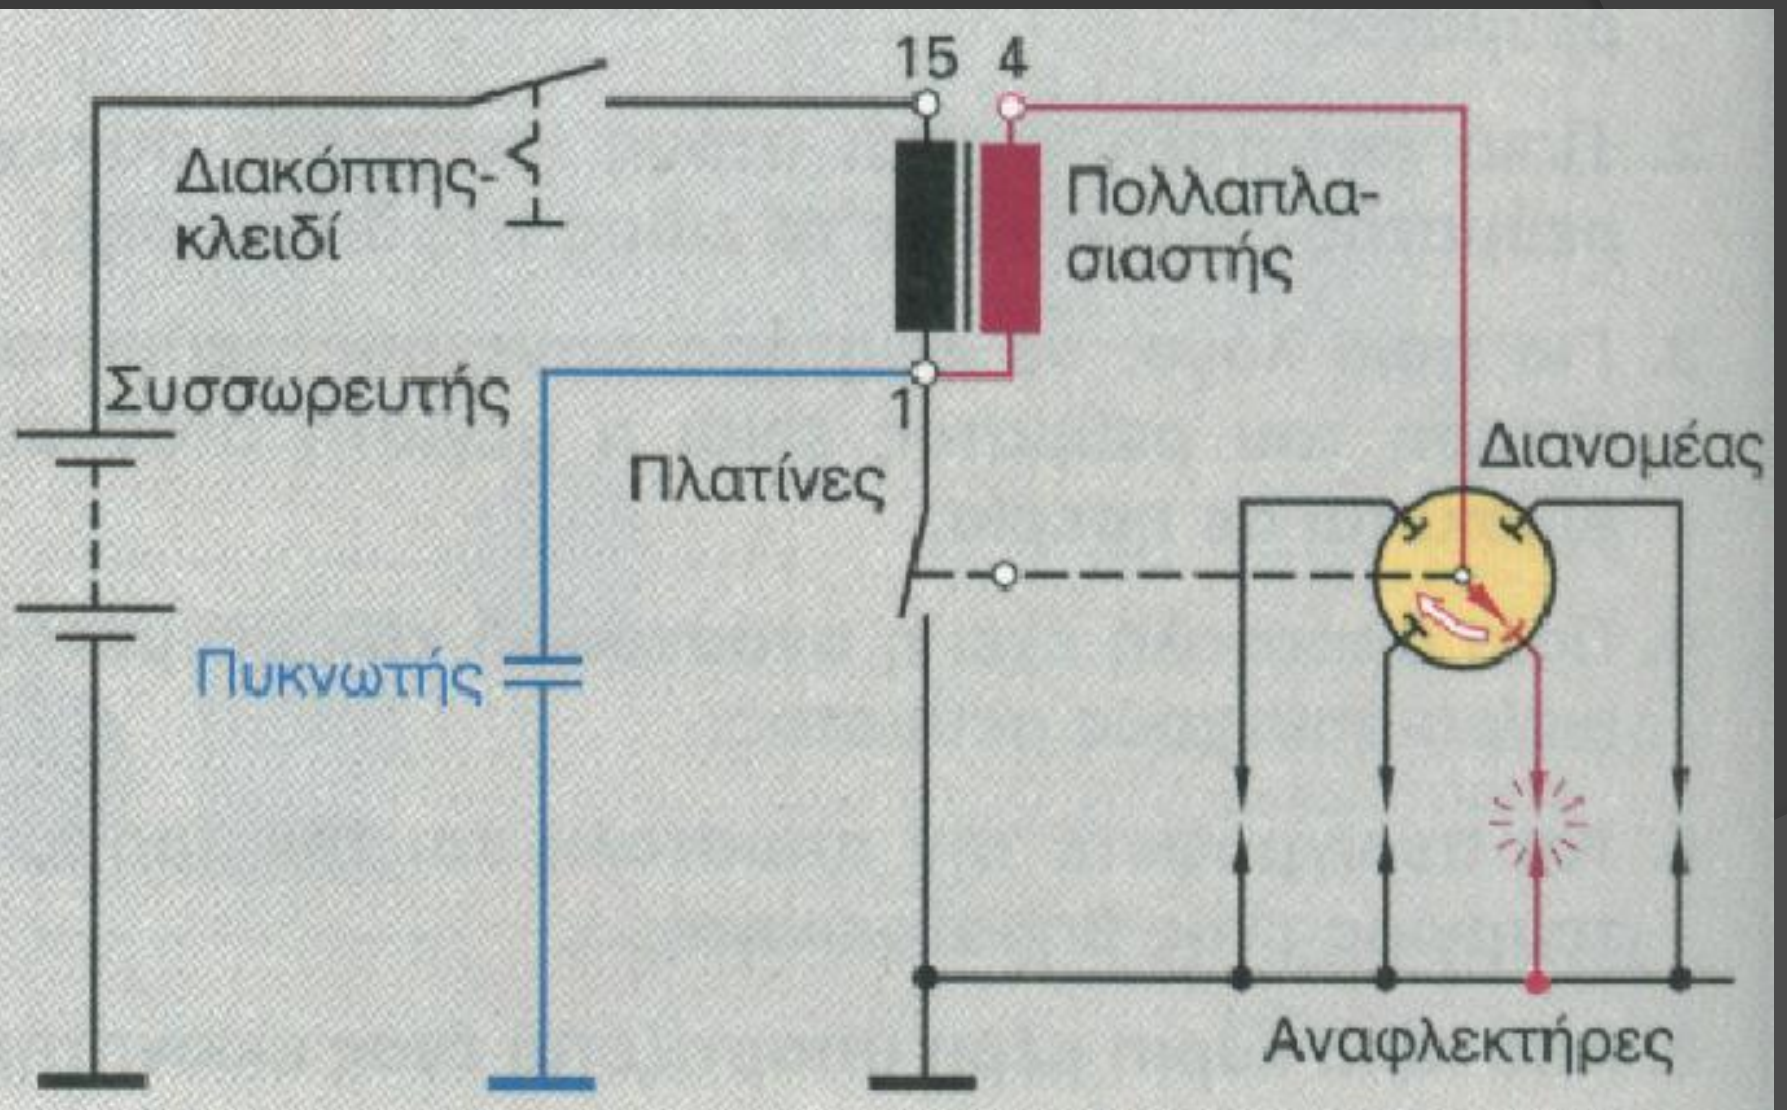 15 4
Διακόπτης-
κλειδί
Πολλαπλα-
σιαστής
Συσσωρευτής
1
Πλατίνες
Διανομέας
Πυκνωτής
Αναφλεκτήρες